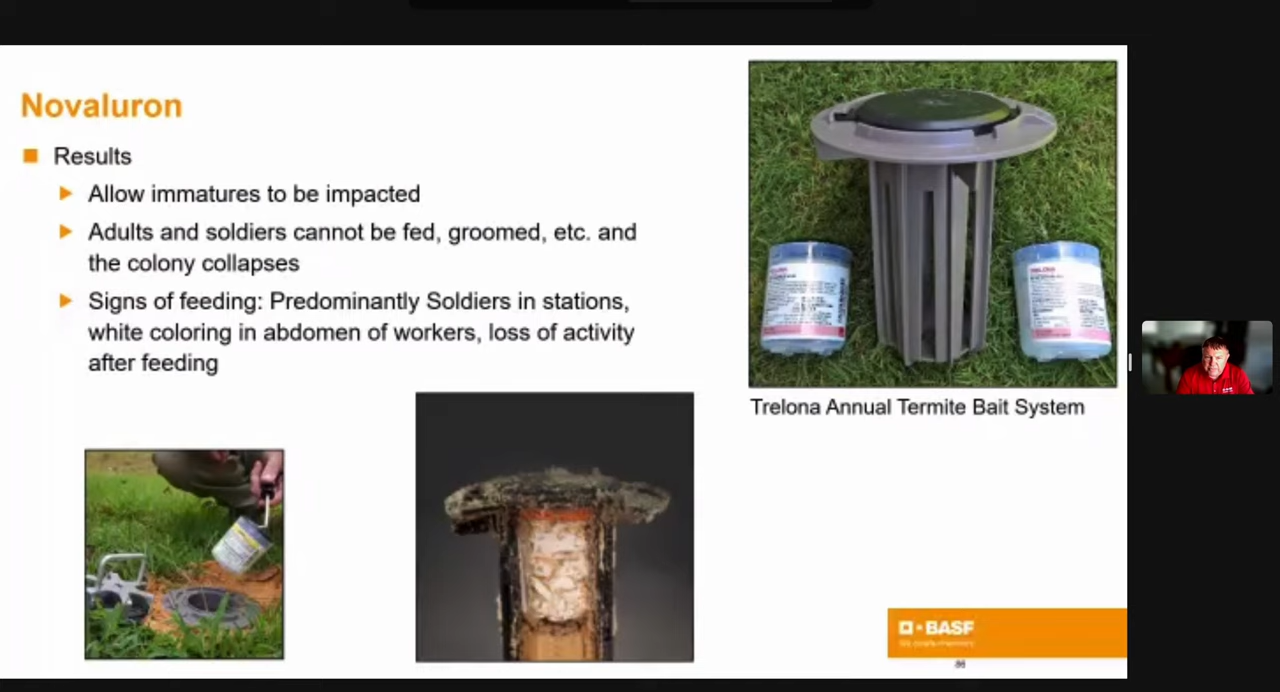 Novaluron
Results
Allow immatures to be impacted
Adults and soldiers cannot be fed, groomed, etc. and
the colony collapses
Signs of feeding: Predominantly Soldiers in stations,
white coloring in abdomen of workers, loss of activity
after feeding
Trelona Annual Termite Bait System
BASF